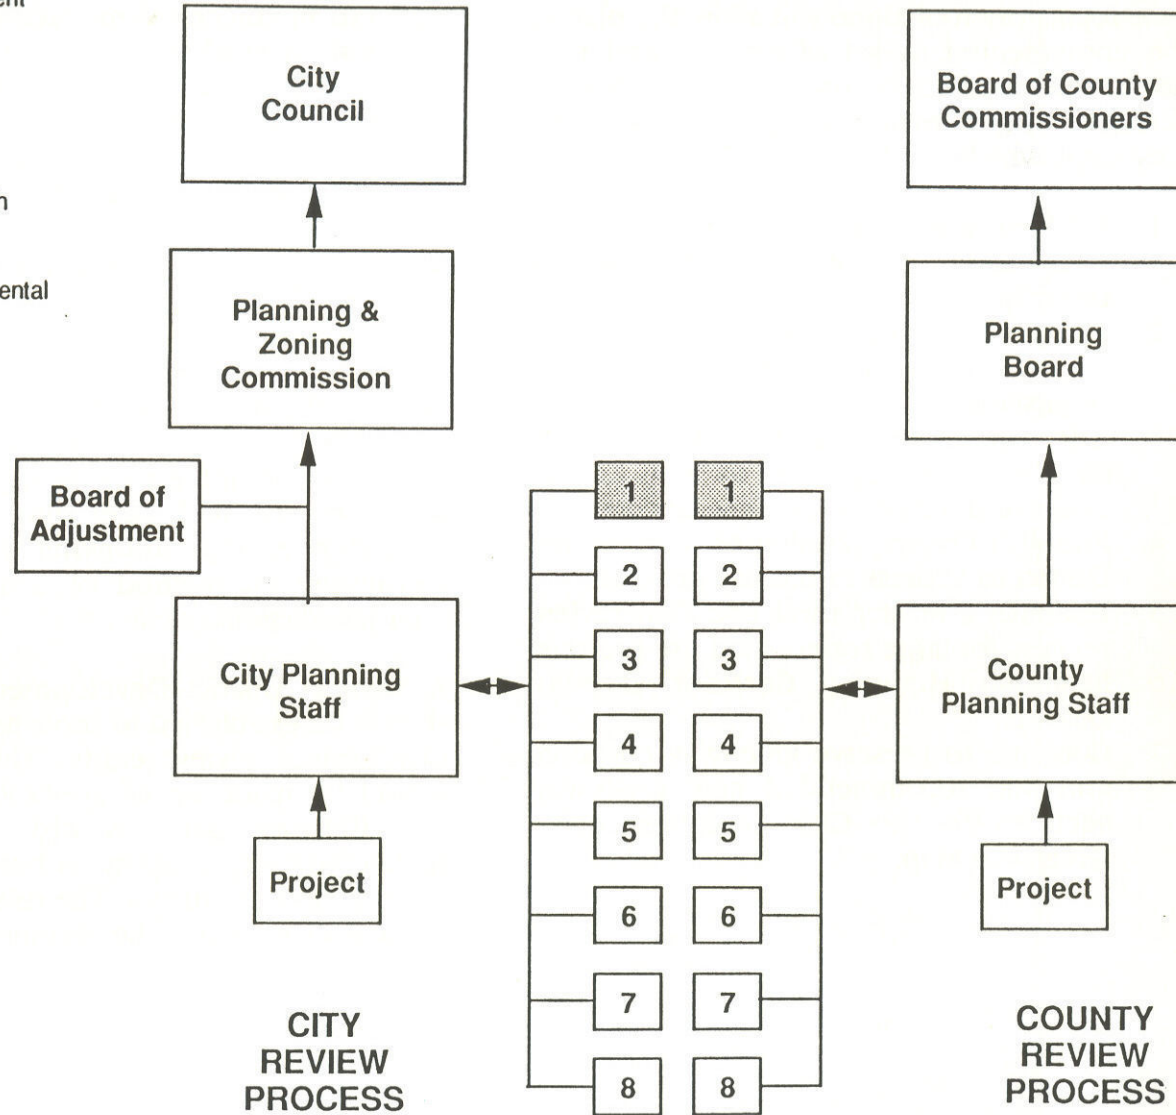 City
Council
Board of County
Commissioners
Planning &
Zoning
Commission
Planning
Board
Board of
Adjustment
City Planning
Staff
County
Planning Staff
Project
Project
1 1
2 2
3 3
4 4
5 5
6 6
7 7
8 8
CITY
REVIEW
PROCESS
COUNTY
REVIEW
PROCESS